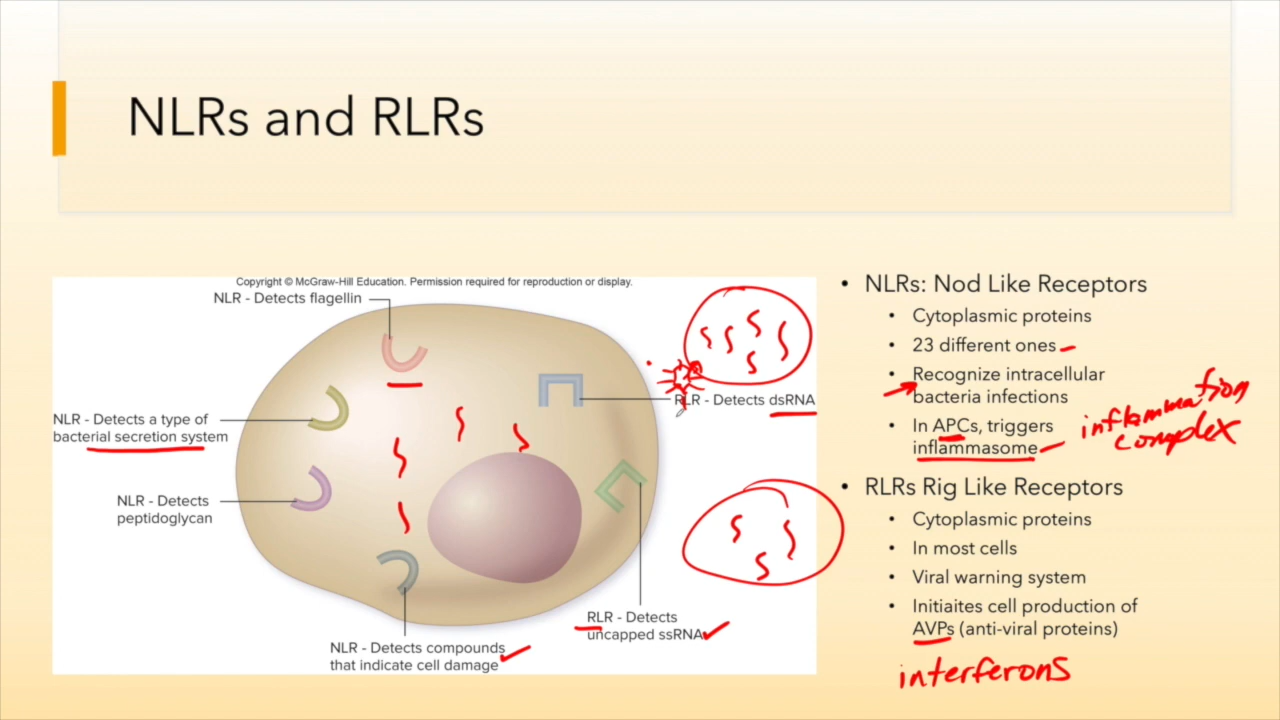 NLRs and RLRs
Copyright © McGraw-Hill Education. Permission required for reproduction or display.
NLR - Detects flagellin
NLR - Detects a type of
bacterial secretion system
NLR - Detects
peptidoglycan
NLR - Detects compounds
that indicate cell damage
RLR - Detects dsRNA
RLR - Detects
uncapped ssRNA
• NLRs: Nod Like Receptors
• Cytoplasmic proteins
• 23 different ones
• Recognize intracellular
bacteria infections
• In APCs, triggers
inflammasome
inflammation
complex
• RLRs Rig Like Receptors
• Cytoplasmic proteins
• In most cells
• Viral warning system
• Initiaites cell production of
AVPs (anti-viral proteins)
interferons